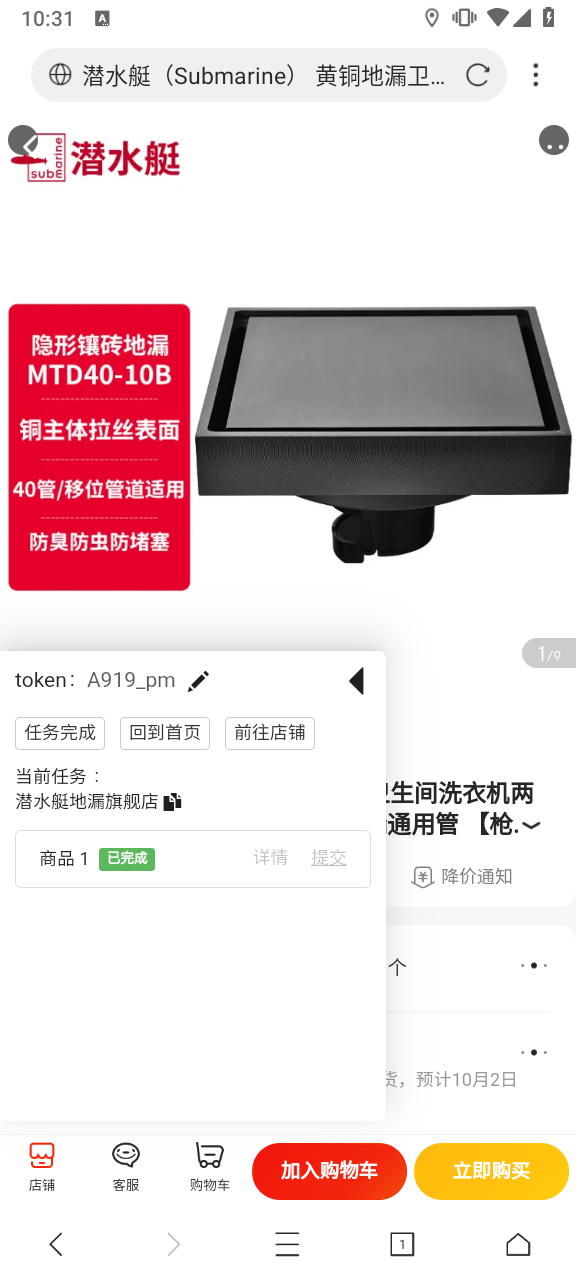 10:31
A
潜水艇（Submarine） 黄铜地漏卫...
submarine
潜水艇
隐形镶砖地漏
MTD40-10B
铜主体拉丝表面
40管/移位管道适用
防臭防虫防堵塞
1/9
token： A919_pm
任务完成
回到首页
前往店铺
当前任务：
潜水艇地漏旗舰店
商品 1 已完成 详情 提交
卫生间洗衣机两
通用管 【枪.
降价通知
个
货，预计10月2日
店铺
客服
购物车
加入购物车
立即购买
1